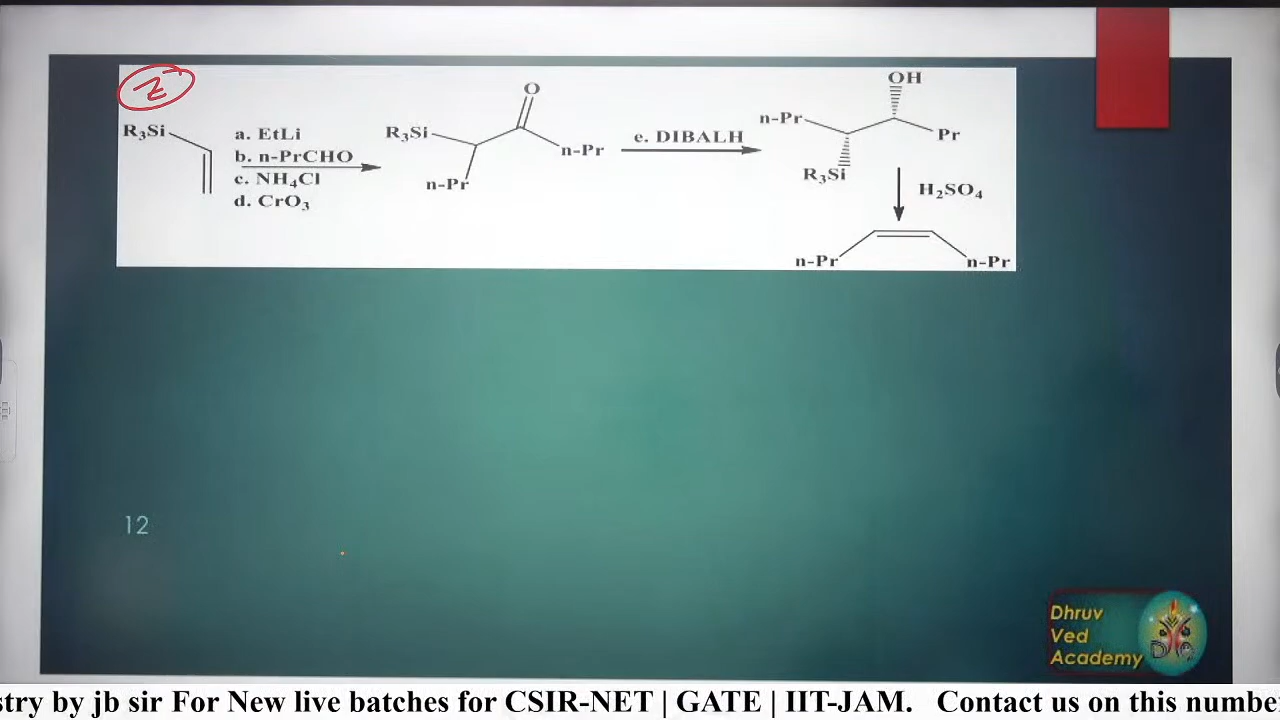 2
R₃Si
a. EtLi
b. n-PrCHO
c. NH₄Cl
d. CrO₃
R₃Si
O
n-Pr
n-Pr
e. DIBALH
OH
n-Pr
Pr
R₃Si
H₂SO₄
n-Pr
n-Pr
12
Dhruv
Ved
Academy
stry by jb sir For New live batches for CSIR-NET | GATE | IIT-JAM. Contact us on this numbe